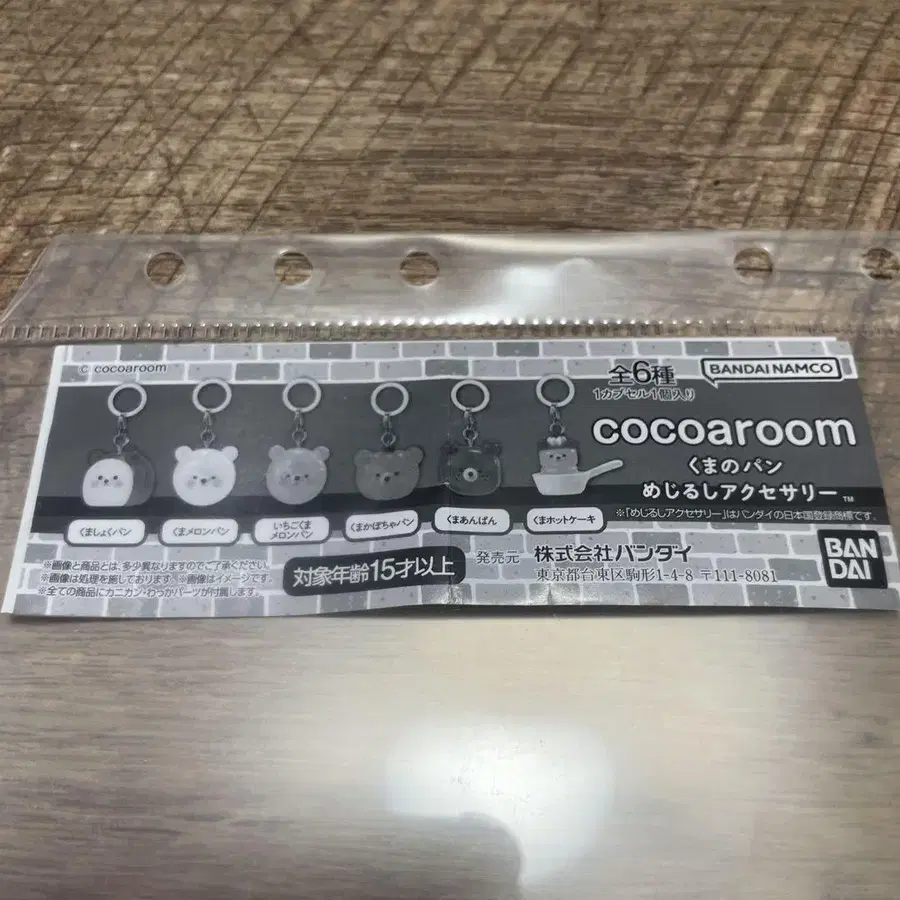 © cocoaroom
全6種
1カプセル1個入り
BANDAI NAMCO
cocoaroom
くまのパン
めじるしアクセサリー™
※「めじるしアクセサリー」はバンダイの日本国登録商標です。
くましょくパン
くまメロンパン
いちごくま
メロンパン
くまかぼちゃパン
くまあんぱん
くまホットケーキ
※画像と商品とは、多少異なりますのでご了承ください。
※画像は処理を施しております。 ※画像はイメージです。
※全ての商品にカニカン・わっかパーツが付属します。
対象年齢15才以上
発売元 株式会社バンダイ
東京都台東区駒形1-4-8 〒111-8081
BAN
DAI